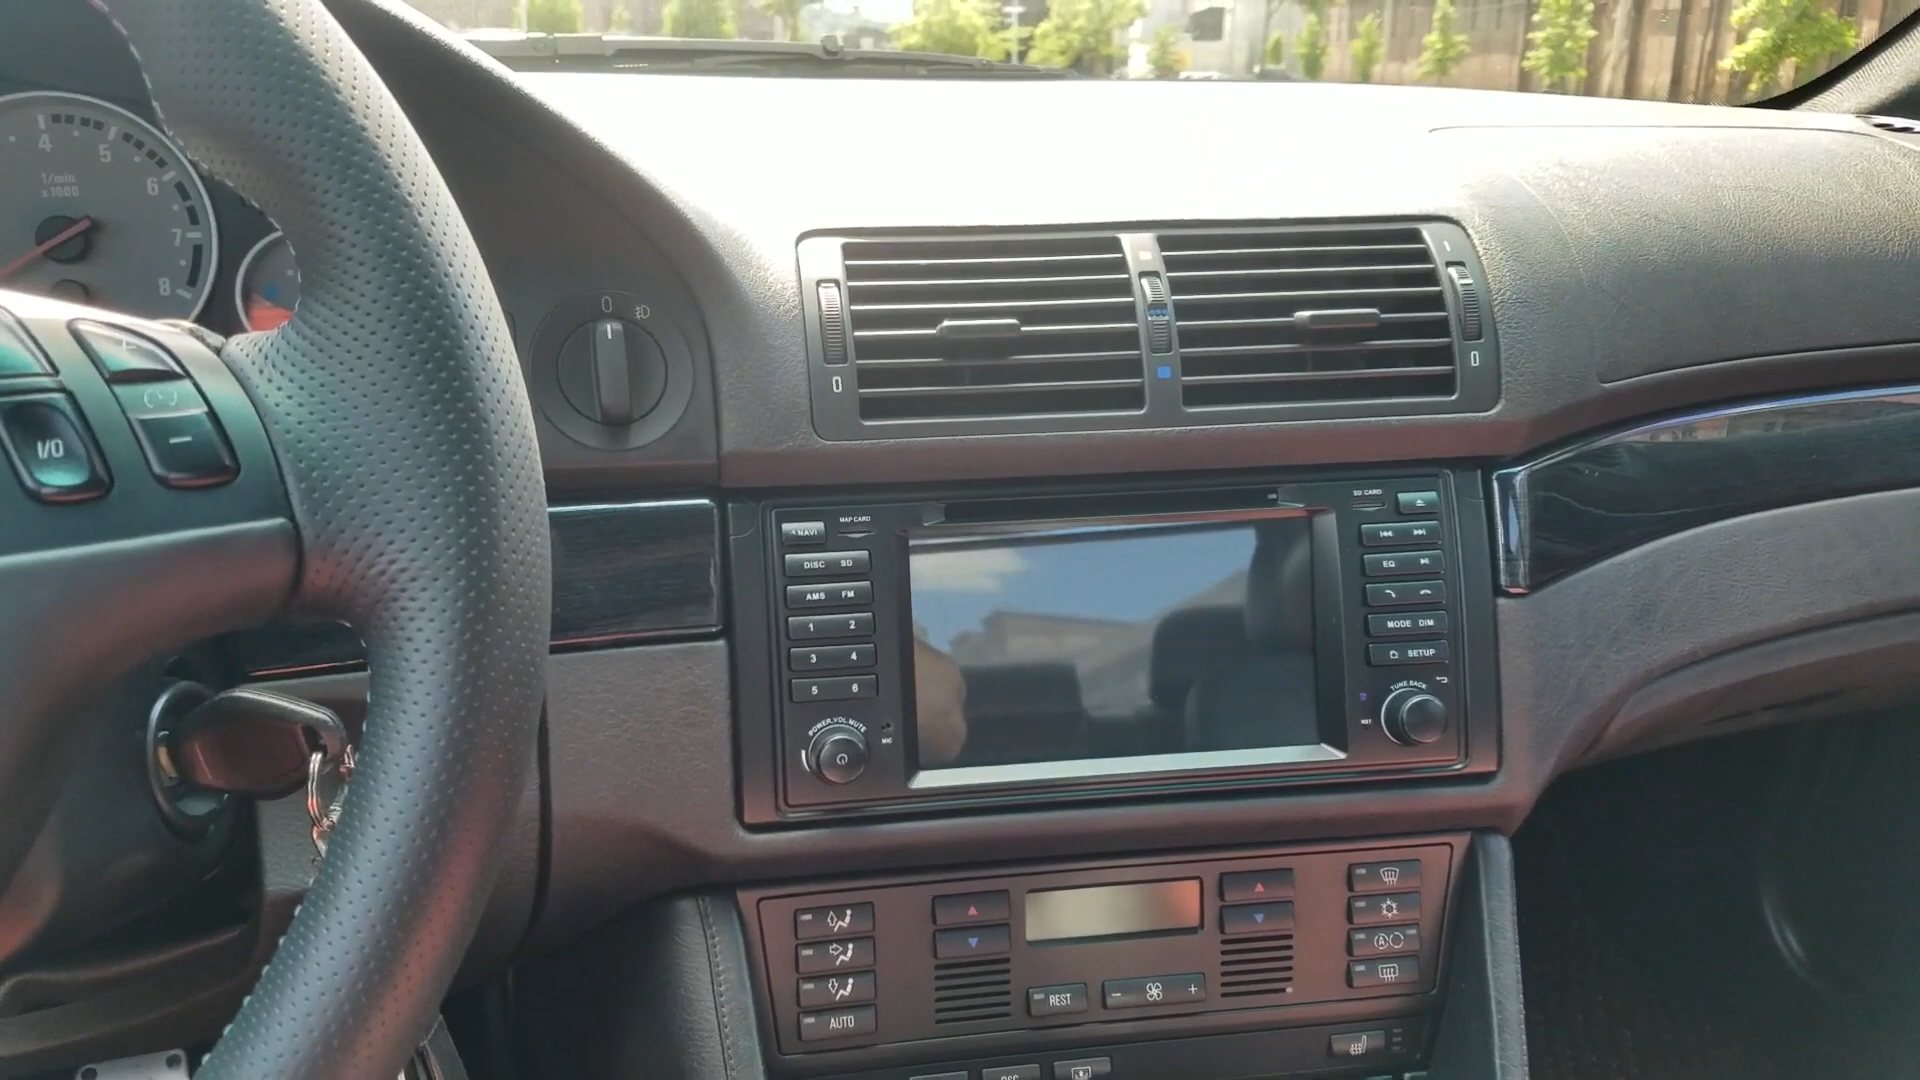 4
5
6
7
8
1/min
x1000
I/O
0
0
I
0
MAP CARD
NAVI
DISC SD
AMS FM
1 2
3 4
5 6
POWER.VOL.MUTE
MIC
SD CARD
EQ
MODE DIM
SETUP
TUNE.BACK
RST
AUTO
REST
- +
A
DSC